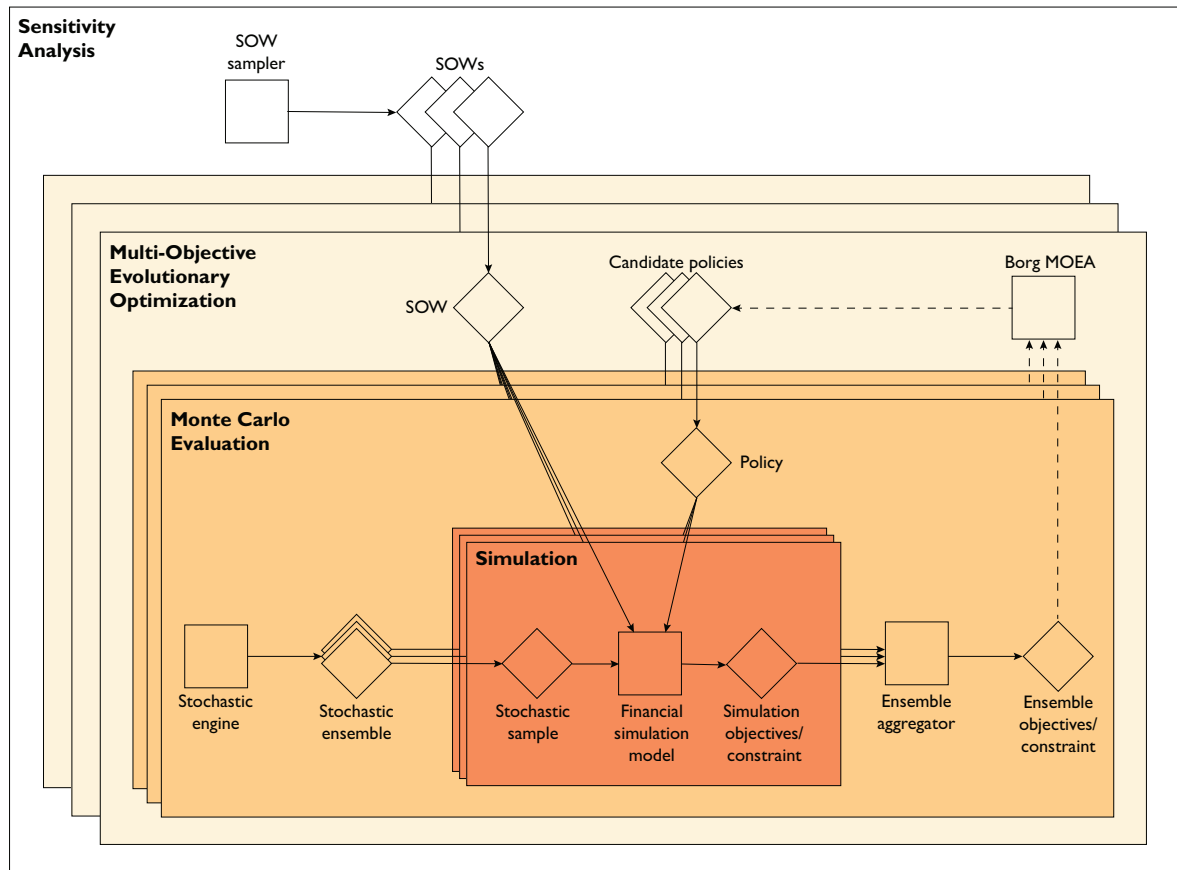 Sensitivity
Analysis
SOW
sampler
SOWs
Multi-Objective
Evolutionary
Optimization
SOW
Candidate policies
Borg MOEA
Monte Carlo
Evaluation
Policy
Simulation
Stochastic
engine
Stochastic
ensemble
Stochastic
sample
Financial
simulation
model
Simulation
objectives/
constraint
Ensemble
aggregator
Ensemble
objectives/
constraint